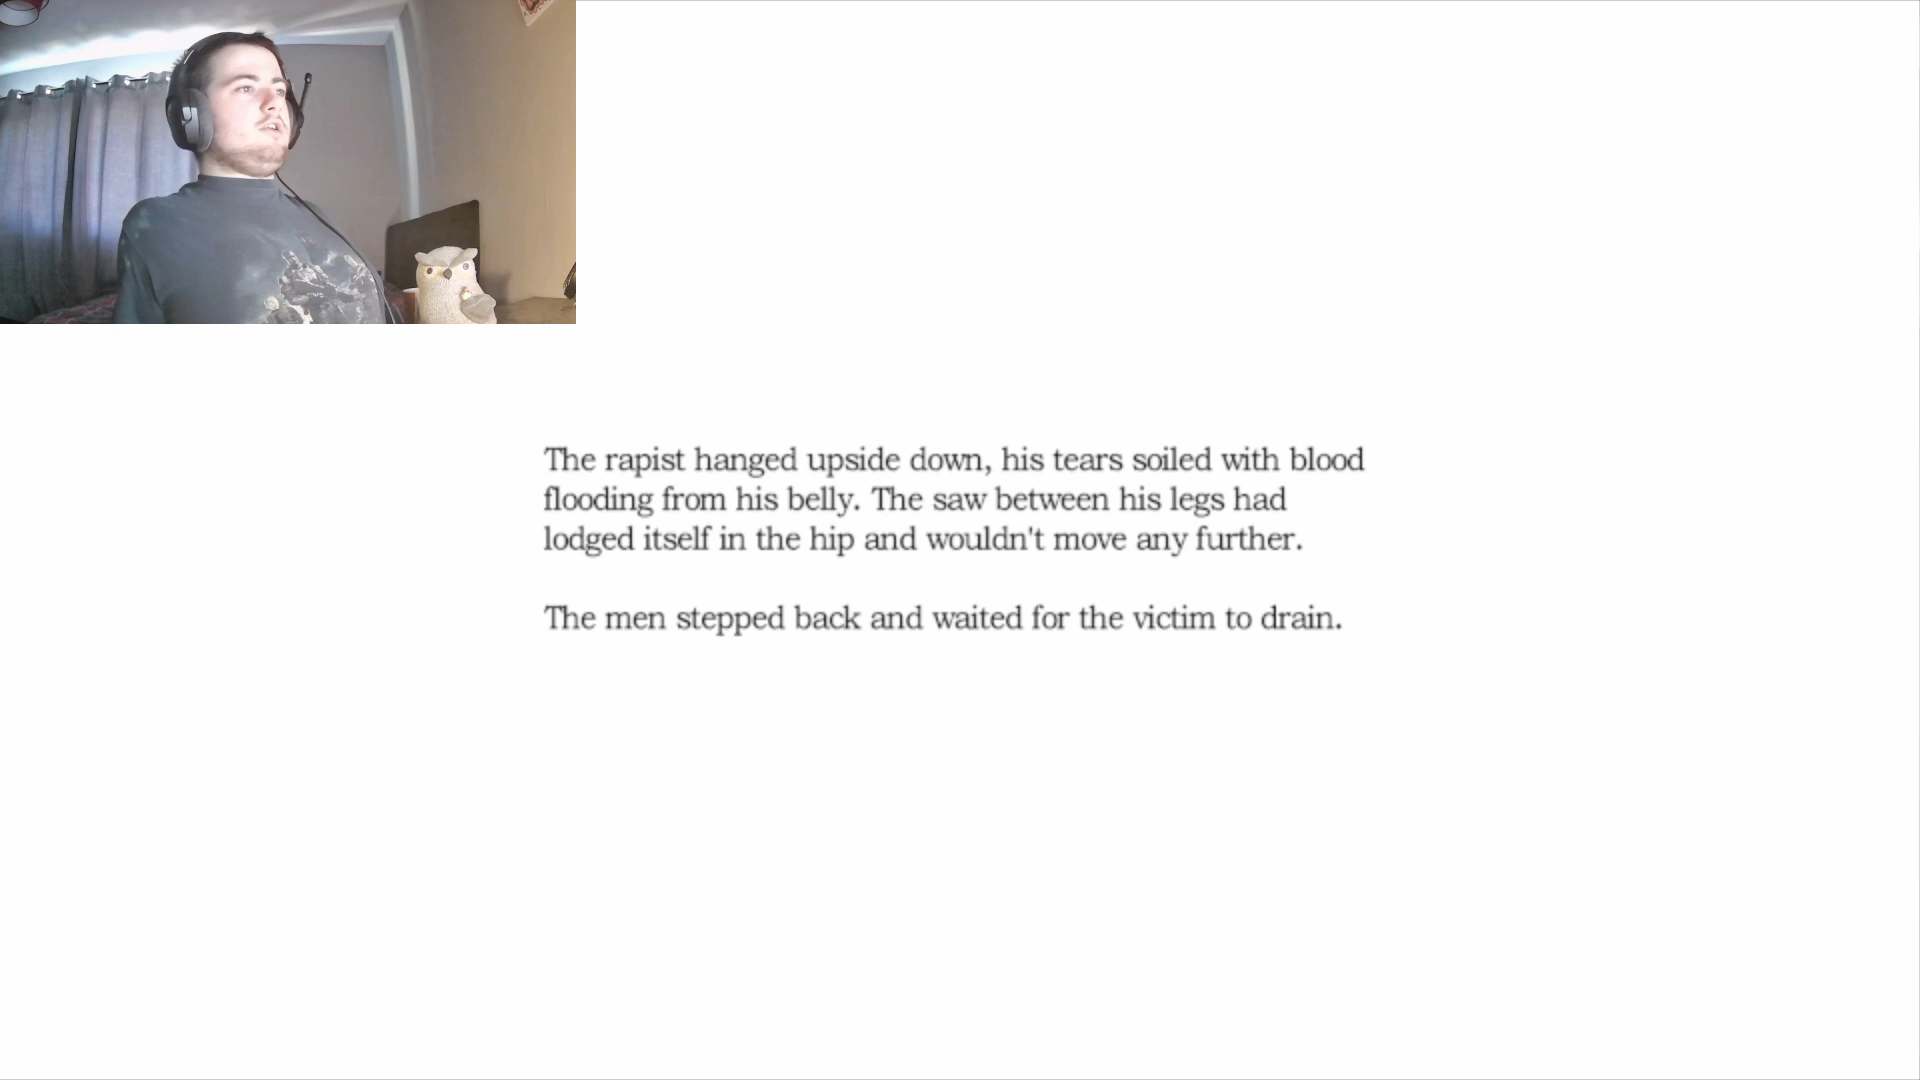 The rapist hanged upside down, his tears soiled with blood
flooding from his belly. The saw between his legs had
lodged itself in the hip and wouldn't move any further.
The men stepped back and waited for the victim to drain.